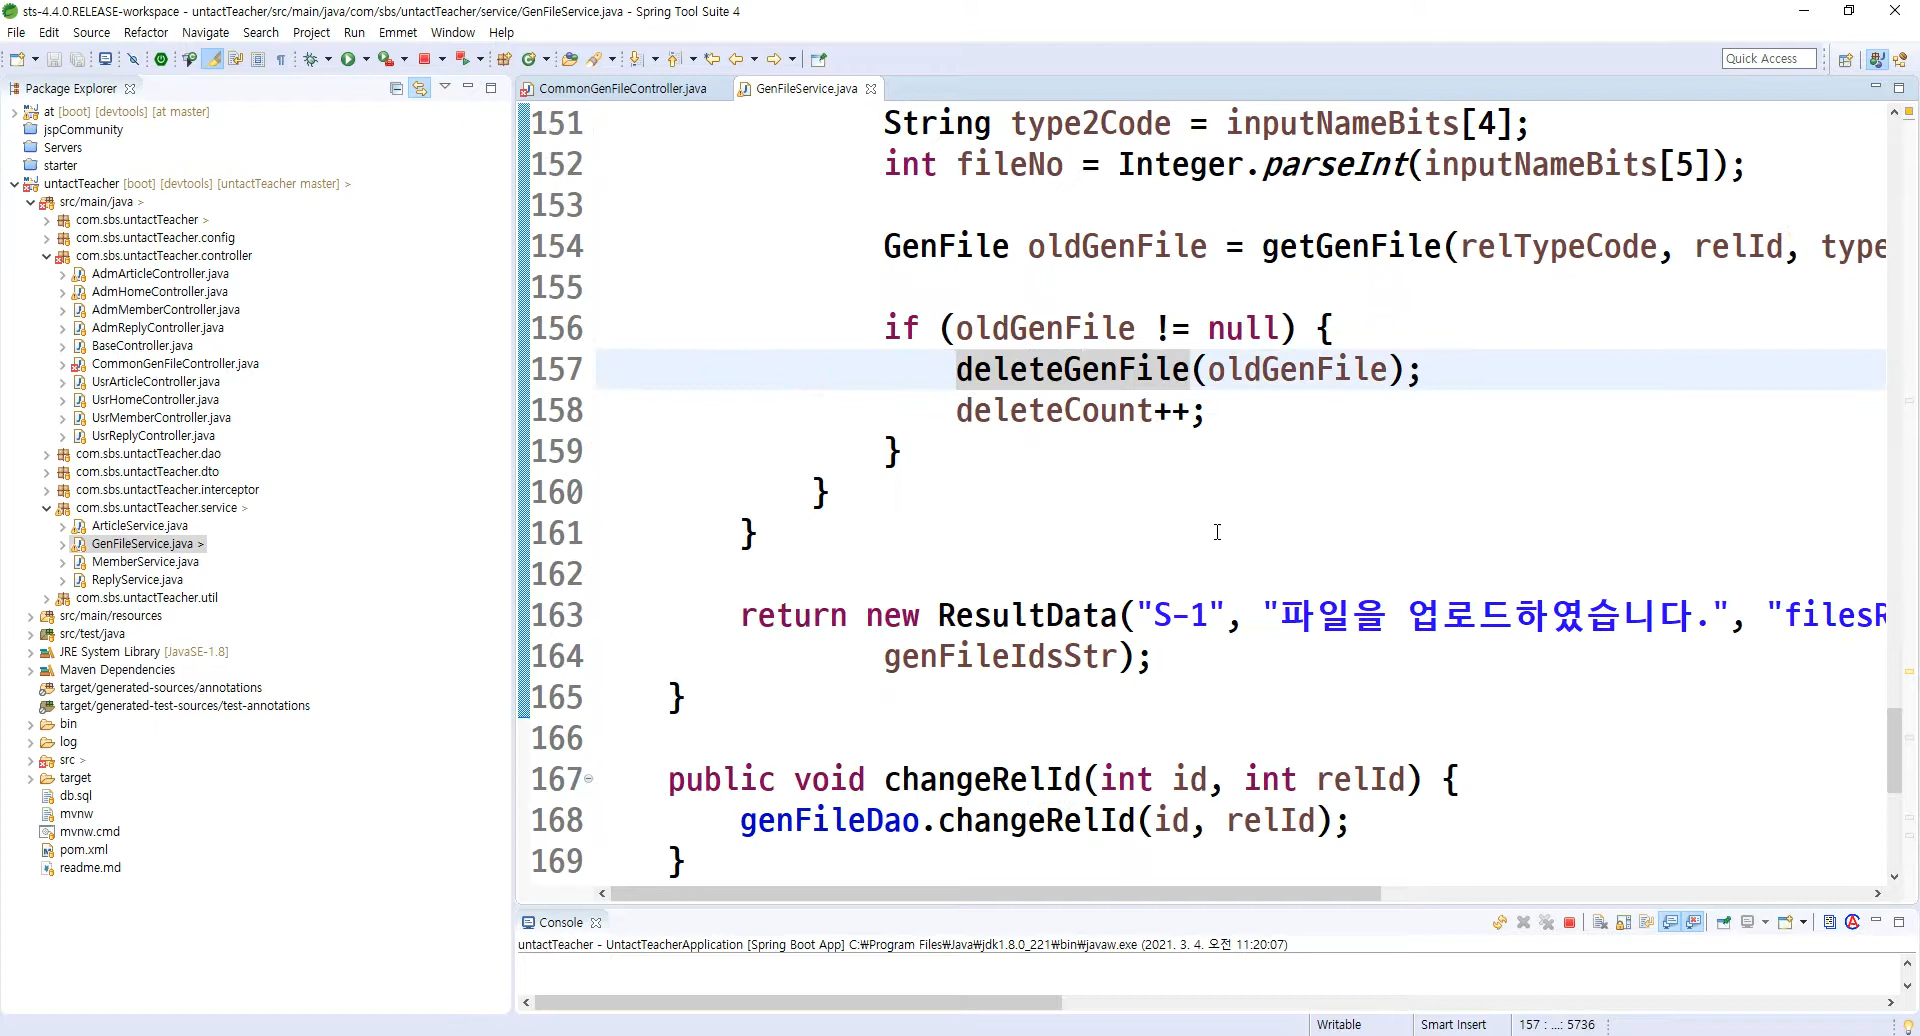 sts-4.4.0.RELEASE-workspace - untactTeacher/src/main/java/com/sbs/untactTeacher/service/GenFileService.java - Spring Tool Suite 4
File Edit Source Refactor Navigate Search Project Run Emmet Window Help
Quick Access
Package Explorer
at [boot] [devtools] [at master]
jspCommunity
Servers
starter
untactTeacher [boot] [devtools] [untactTeacher master] >
src/main/java >
com.sbs.untactTeacher >
com.sbs.untactTeacher.config
com.sbs.untactTeacher.controller
AdmArticleController.java
AdmHomeController.java
AdmMemberController.java
AdmReplyController.java
BaseController.java
CommonGenFileController.java
UsrArticleController.java
UsrHomeController.java
UsrMemberController.java
UsrReplyController.java
com.sbs.untactTeacher.dao
com.sbs.untactTeacher.dto
com.sbs.untactTeacher.interceptor
com.sbs.untactTeacher.service >
ArticleService.java
GenFileService.java >
MemberService.java
ReplyService.java
com.sbs.untactTeacher.util
src/main/resources
src/test/java
JRE System Library [JavaSE-1.8]
Maven Dependencies
target/generated-sources/annotations
target/generated-test-sources/test-annotations
bin
log
src >
target
db.sql
mvnw
mvnw.cmd
pom.xml
readme.md
CommonGenFileController.java GenFileService.java
151 String type2Code = inputNameBits[4];
152 int fileNo = Integer.parseInt(inputNameBits[5]);
153
154 GenFile oldGenFile = getGenFile(relTypeCode, relId, type
155
156 if (oldGenFile != null) {
157 deleteGenFile(oldGenFile);
158 deleteCount++;
159 }
160 }
161 }
162
163 return new ResultData("S-1", "파일을 업로드하였습니다.", "filesR
164 genFileIdsStr);
165 }
166
167 public void changeRelId(int id, int relId) {
168 genFileDao.changeRelId(id, relId);
169 }
Console
untactTeacher - UntactTeacherApplication [Spring Boot App] C:₩Program Files₩Java₩jdk1.8.0_221₩bin₩javaw.exe (2021. 3. 4. 오전 11:20:07)
Writable Smart Insert 157 : ...: 5736